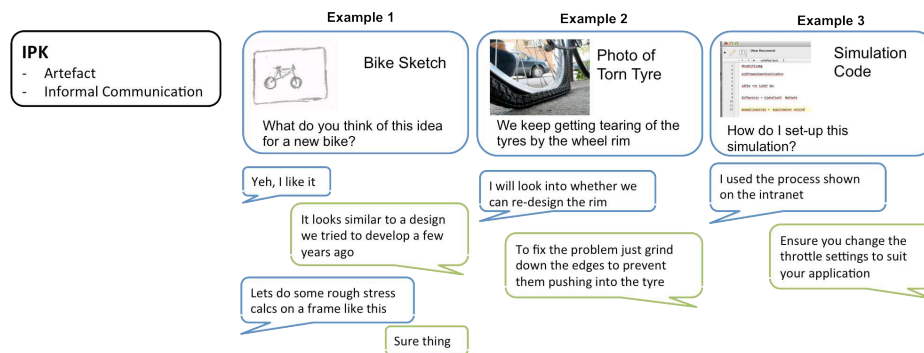 Example 1
Example 2
Example 3
IPK
- Artefact
- Informal Communication
Bike Sketch
What do you think of this idea
for a new bike?
Photo of
Torn Tyre
We keep getting tearing of the
tyres by the wheel rim
Simulation
Code
How do I set-up this
simulation?
Yeh, I like it
It looks similar to a design
we tried to develop a few
years ago
Lets do some rough stress
calcs on a frame like this
Sure thing
I will look into whether we
can re-design the rim
To fix the problem just grind
down the edges to prevent
them pushing into the tyre
I used the process shown
on the intranet
Ensure you change the
throttle settings to suit
your application